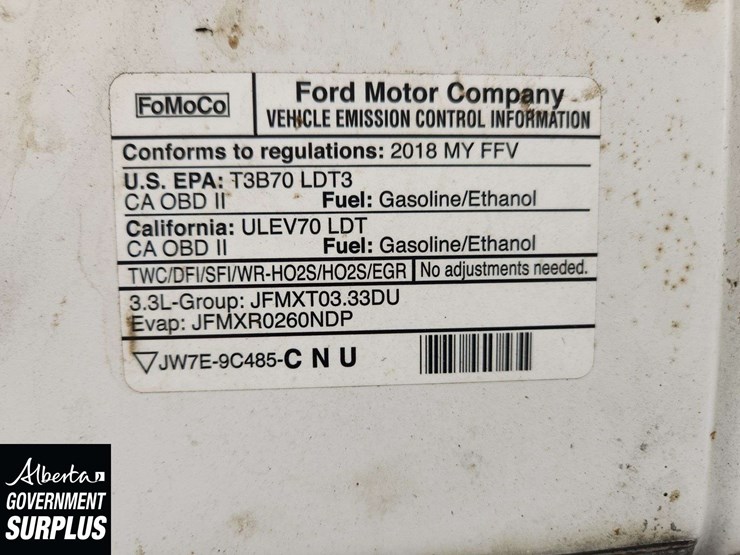 FoMoCo
Ford Motor Company
VEHICLE EMISSION CONTROL INFORMATION
Conforms to regulations: 2018 MY FFV
U.S. EPA: T3B70 LDT3
CA OBD II Fuel: Gasoline/Ethanol
California: ULEV70 LDT
CA OBD II Fuel: Gasoline/Ethanol
TWC/DFI/SFI/WR-HO2S/HO2S/EGR No adjustments needed.
3.3L-Group: JFMXT03.33DU
Evap: JFMXR0260NDP
JW7E-9C485-C N U
Alberta
GOVERNMENT
SURPLUS